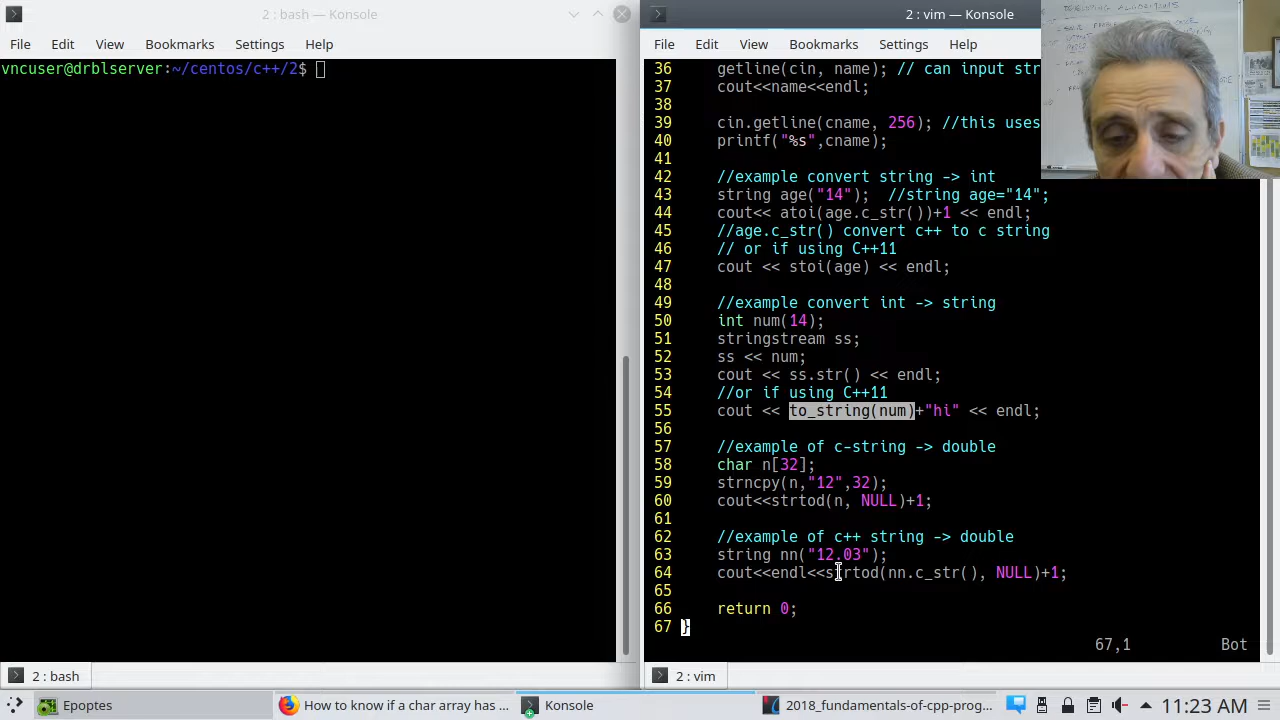 2 : bash — Konsole
File Edit View Bookmarks Settings Help
vncuser@drblserver:~/centos/c++/2$
2 : bash
2 : vim — Konsole
File Edit View Bookmarks Settings Help
36 getline(cin, name); // can input str
37 cout<<name<<endl;
38
39 cin.getline(cname, 256); //this uses
40 printf("%s",cname);
41
42 //example convert string -> int
43 string age("14"); //string age="14";
44 cout<< atoi(age.c_str())+1 << endl;
45 //age.c_str() convert c++ to c string
46 // or if using C++11
47 cout << stoi(age) << endl;
48
49 //example convert int -> string
50 int num(14);
51 stringstream ss;
52 ss << num;
53 cout << ss.str() << endl;
54 //or if using C++11
55 cout << to_string(num)+"hi" << endl;
56
57 //example of c-string -> double
58 char n[32];
59 strncpy(n,"12",32);
60 cout<<strtod(n, NULL)+1;
61
62 //example of c++ string -> double
63 string nn("12.03");
64 cout<<endl<<strtod(nn.c_str(), NULL)+1;
65
66 return 0;
67 }
67,1 Bot
2 : vim
Epoptes
How to know if a char array has ...
Konsole
2018_fundamentals-of-cpp-prog...
11:23 AM